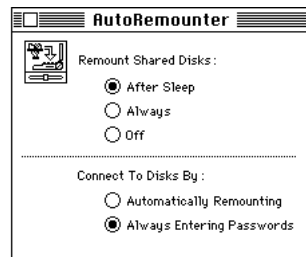 AutoRemounter
Remount Shared Disks:
After Sleep
Always
Off
Connect To Disks By:
Automatically Remounting
Always Entering Passwords